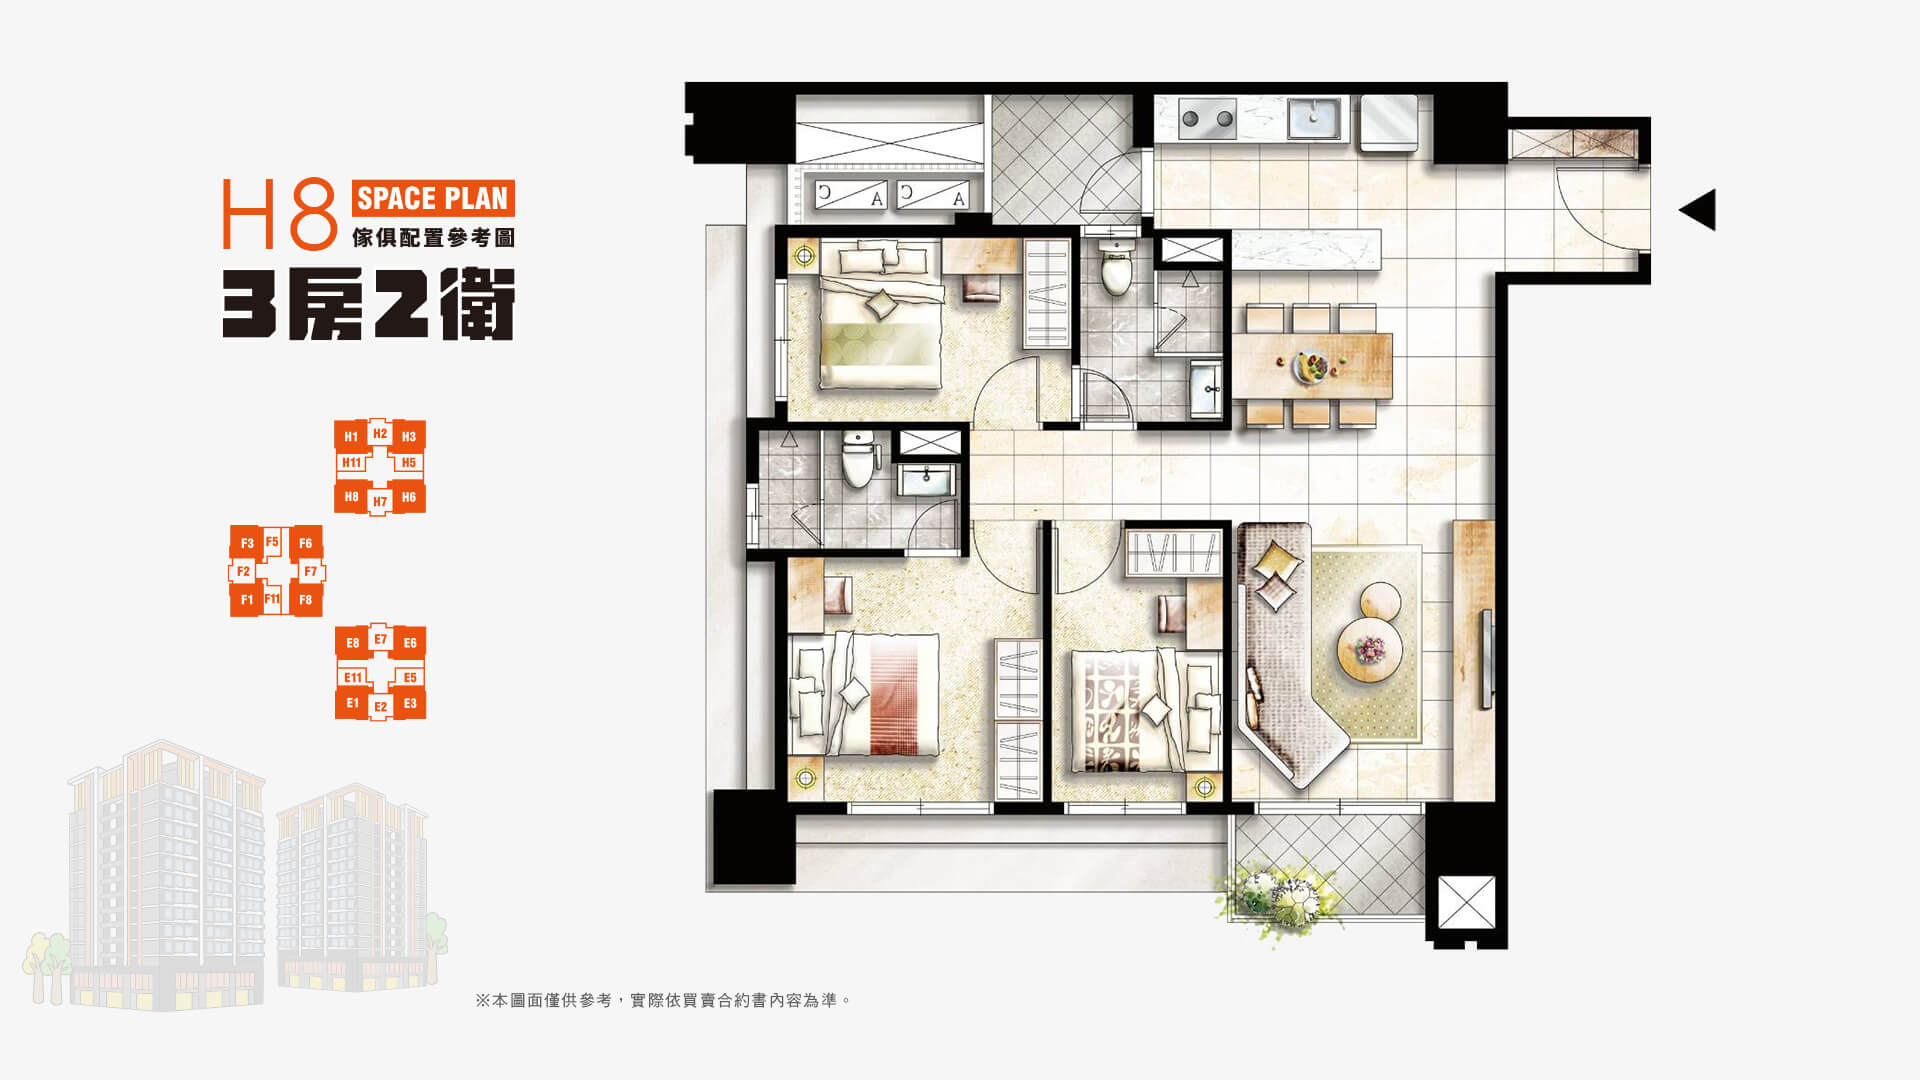 H8 SPACE PLAN
傢俱配置參考圖
3房2衛
H1 H2 H3
H11 H5
H8 H7 H6
F3 F5 F6
F2 F7
F1 F11 F8
E8 E7 E6
E11 E5
E1 E2 E3
A C A C
※本圖面僅供參考，實際依買賣合約書內容為準。